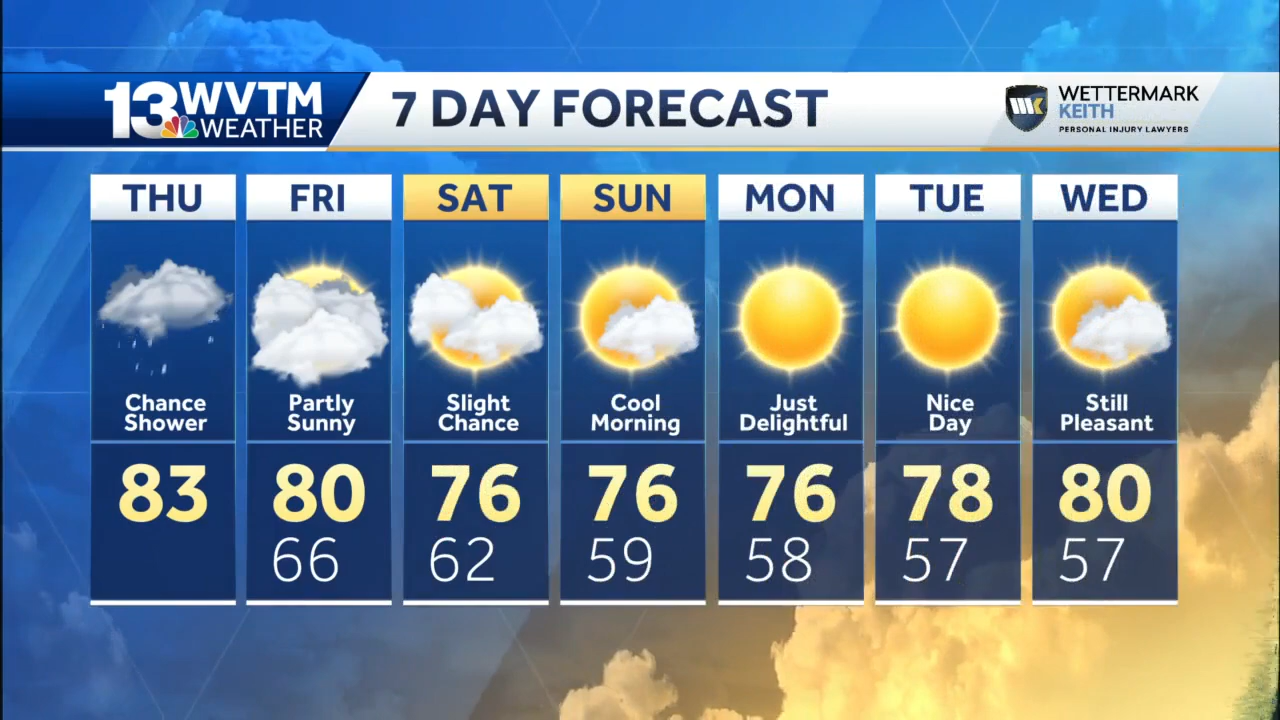 13 WVTM
WEATHER
7 DAY FORECAST
WETTERMARK
KEITH
PERSONAL INJURY LAWYERS
THU FRI SAT SUN MON TUE WED
Chance Partly Slight Cool Just Nice Still
Shower Sunny Chance Morning Delightful Day Pleasant
83 80 76 76 76 78 80
66 62 59 58 57 57